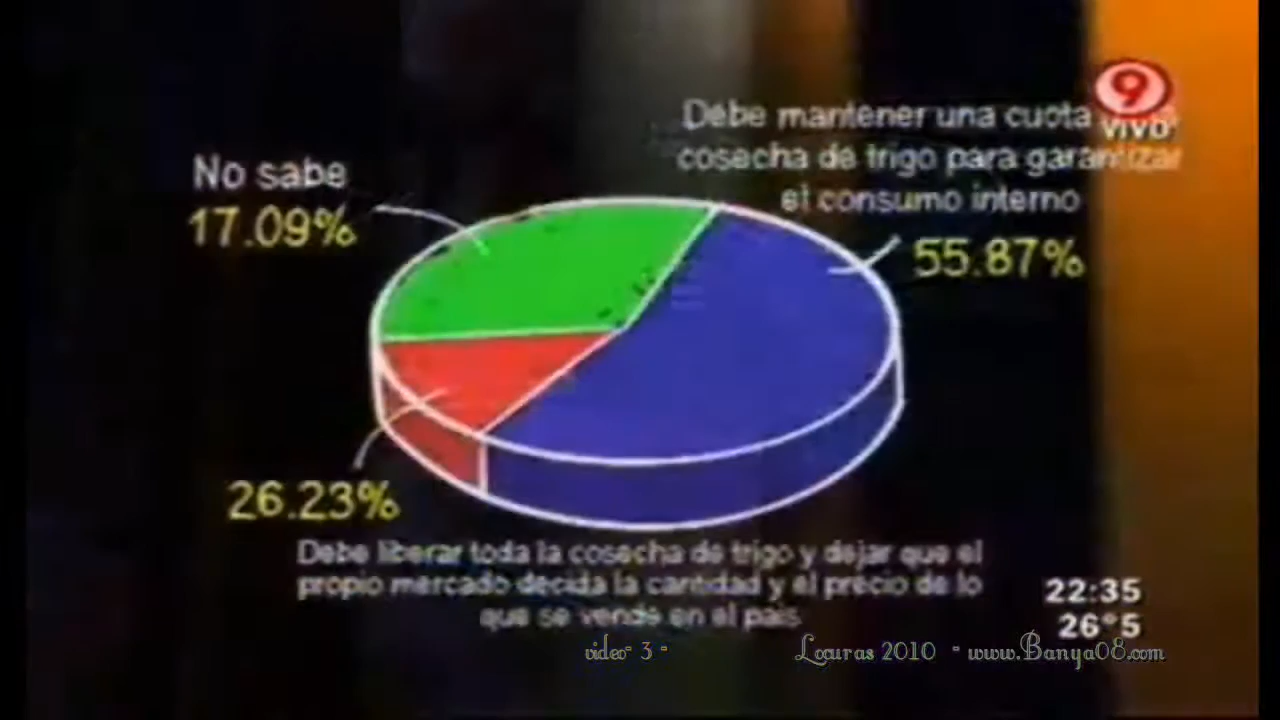 9
VIVO
Debe mantener una cuota
cosecha de trigo para garantizar
el consumo interno
55.87%
No sabe
17.09%
26.23%
Debe liberar toda la cosecha de trigo y dejar que el
propio mercado decida la cantidad y el precio de lo
que se vende en el país
22:35
26°5
video- 3 -
Locuras 2010 - www.Banya08.com